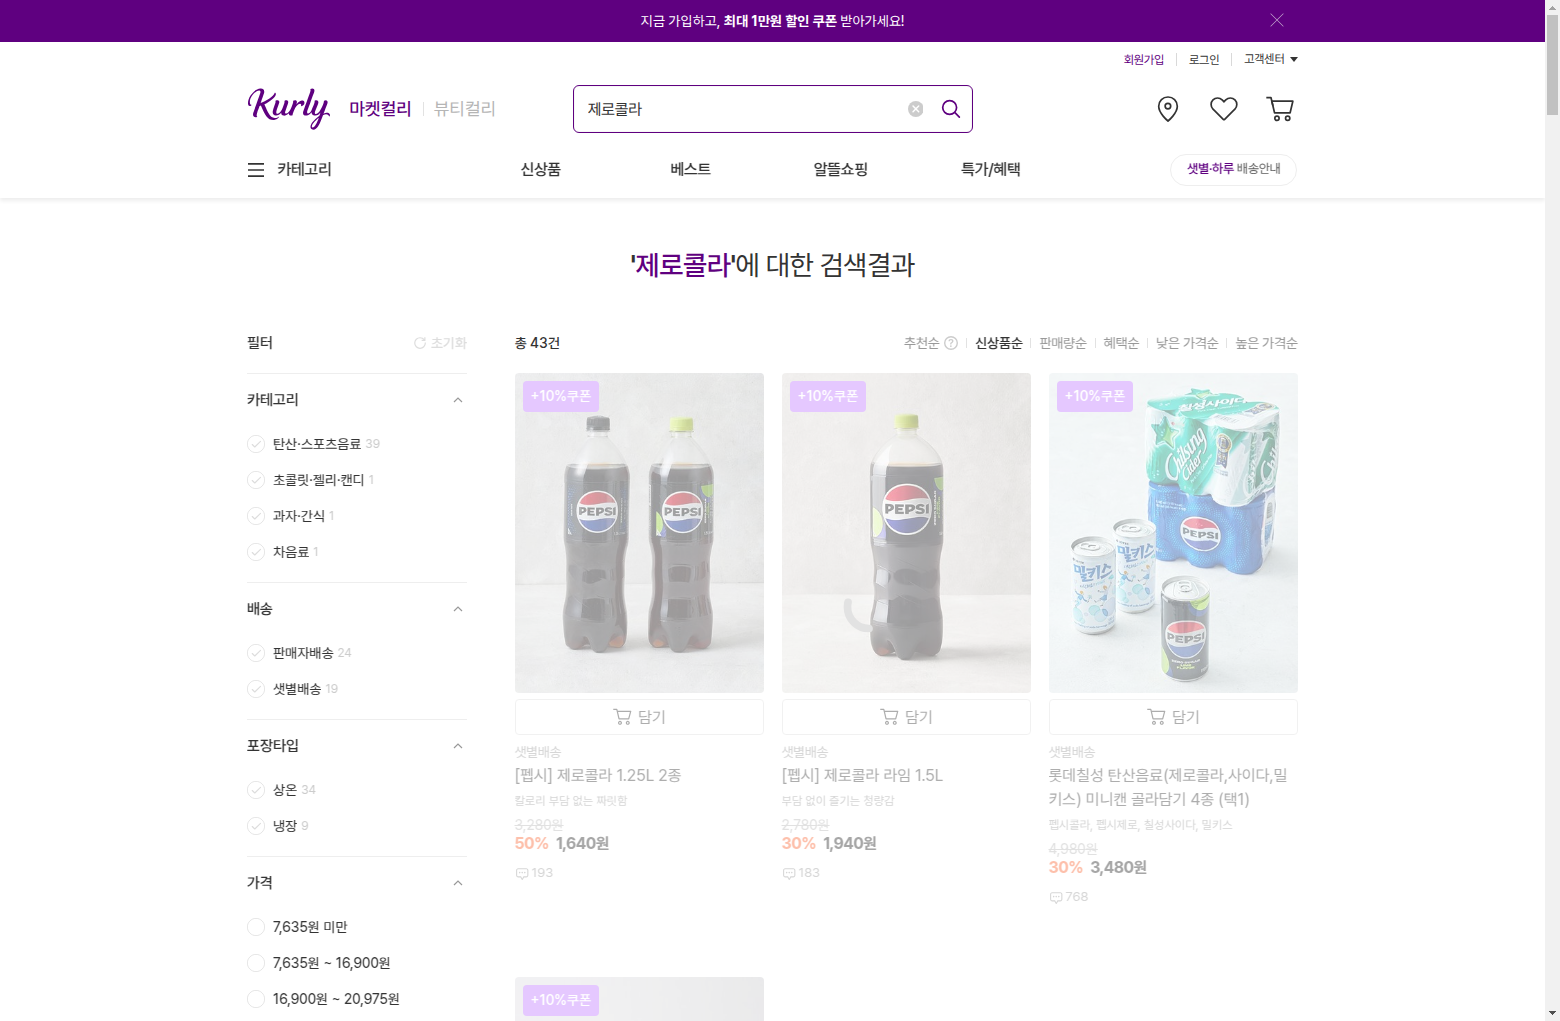 지금 가입하고, 최대 1만원 할인 쿠폰 받아가세요!
회원가입
로그인
고객센터
Kurly
마켓컬리
뷰티컬리
제로콜라
카테고리
신상품
베스트
알뜰쇼핑
특가/혜택
샛별·하루 배송안내
'제로콜라'에 대한 검색결과
필터
초기화
카테고리
탄산·스포츠음료 39
초콜릿·젤리·캔디 1
과자·간식 1
차음료 1
배송
판매자배송 24
샛별배송 19
포장타입
상온 34
냉장 9
가격
7,635원 미만
7,635원 ~ 16,900원
16,900원 ~ 20,975원
총 43건
추천순 ?
신상품순
판매량순
혜택순
낮은 가격순
높은 가격순
+10%쿠폰
PEPSI
PEPSI
담기
샛별배송
[펩시] 제로콜라 1.25L 2종
칼로리 부담 없는 짜릿함
3,280원
50% 1,640원
193
+10%쿠폰
PEPSI
담기
샛별배송
[펩시] 제로콜라 라임 1.5L
부담 없이 즐기는 청량감
2,780원
30% 1,940원
183
+10%쿠폰
칠성사이다
Chilsung
Cider
PEPSI
밀키스
밀키스
PEPSI
담기
샛별배송
롯데칠성 탄산음료(제로콜라,사이다,밀
키스) 미니캔 골라담기 4종 (택1)
펩시콜라, 펩시제로, 칠성사이다, 밀키스
4,980원
30% 3,480원
768
+10%쿠폰